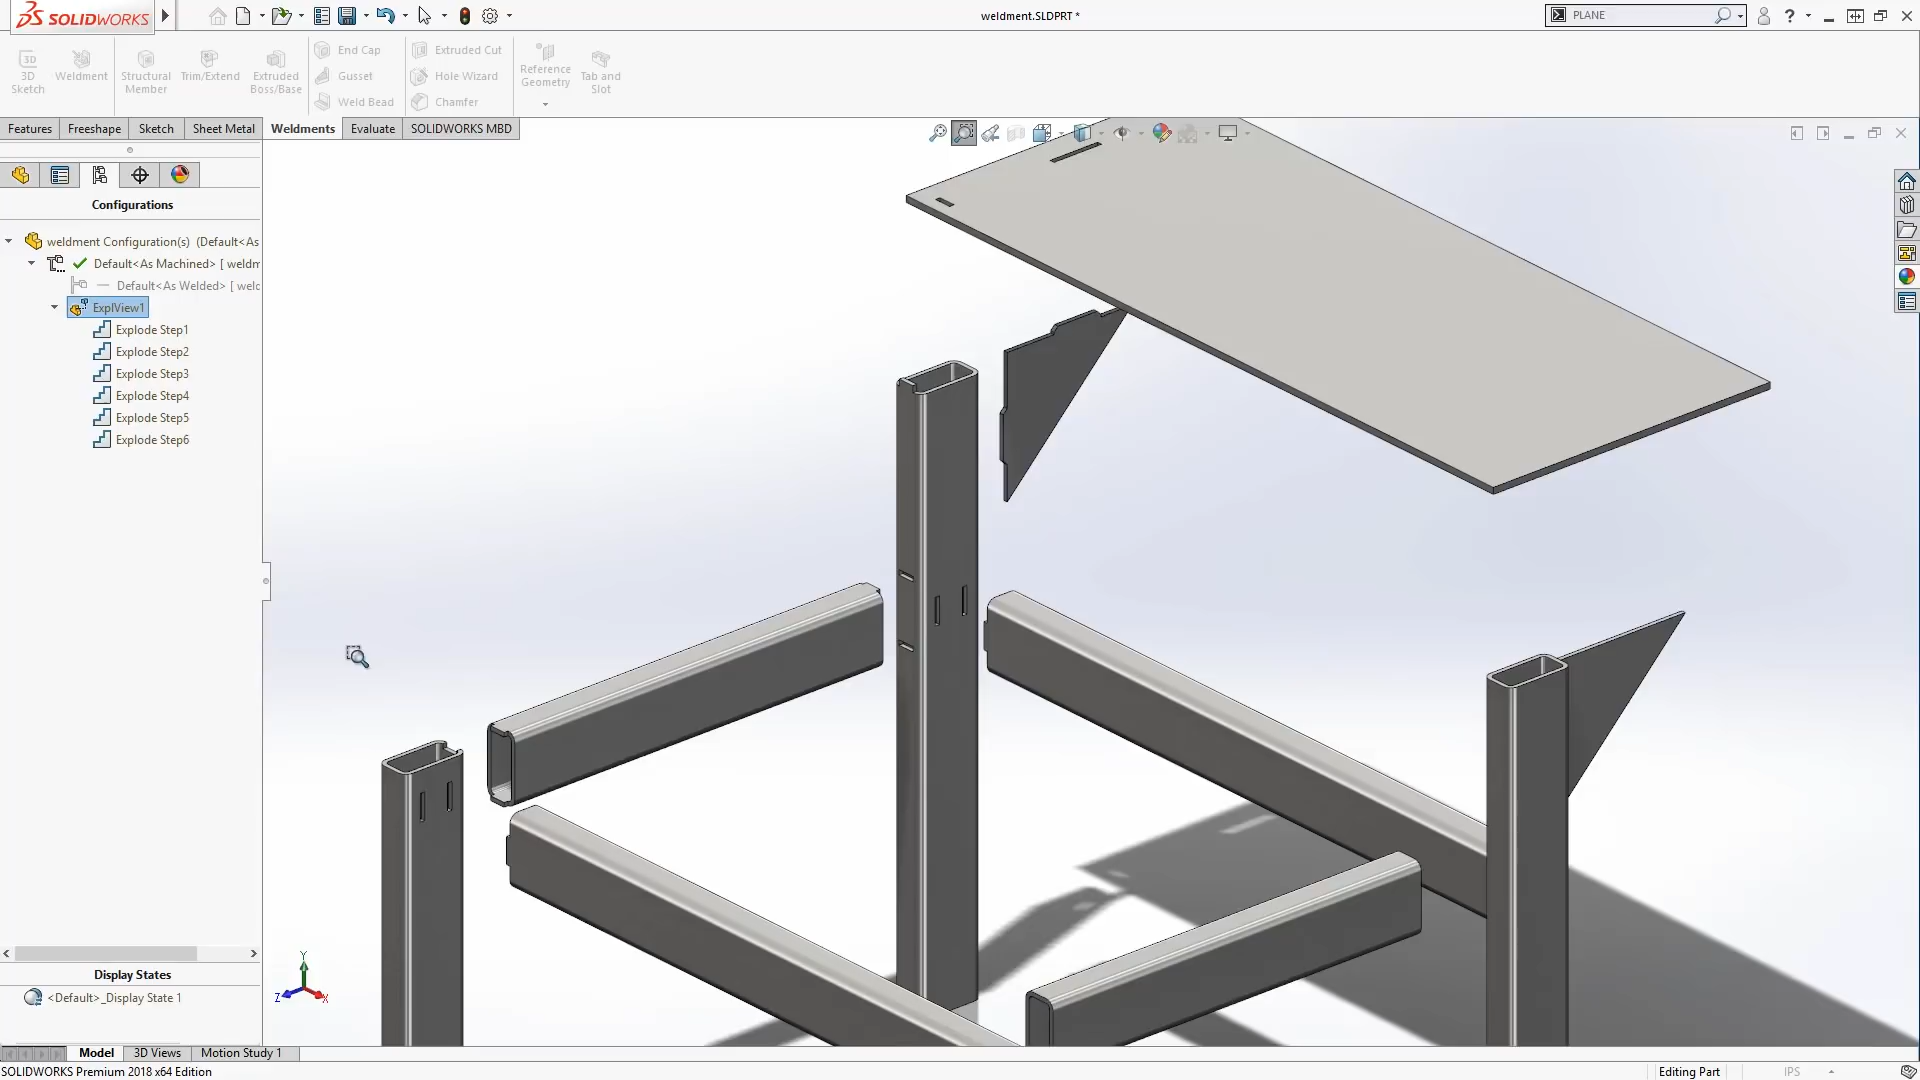 SOLIDWORKS
weldment.SLDPRT *
PLANE
?
3D Sketch
Weldment
Structural Member
Trim/Extend
Extruded Boss/Base
End Cap
Gusset
Weld Bead
Extruded Cut
Hole Wizard
Chamfer
Reference Geometry
Tab and Slot
Features
Freeshape
Sketch
Sheet Metal
Weldments
Evaluate
SOLIDWORKS MBD
Configurations
weldment Configuration(s) (Default<As
Default<As Machined> [ weldm
Default<As Welded> [ weld
ExplView1
Explode Step1
Explode Step2
Explode Step3
Explode Step4
Explode Step5
Explode Step6
Display States
<Default>_Display State 1
Y
Z
X
Model
3D Views
Motion Study 1
SOLIDWORKS Premium 2018 x64 Edition
Editing Part
IPS